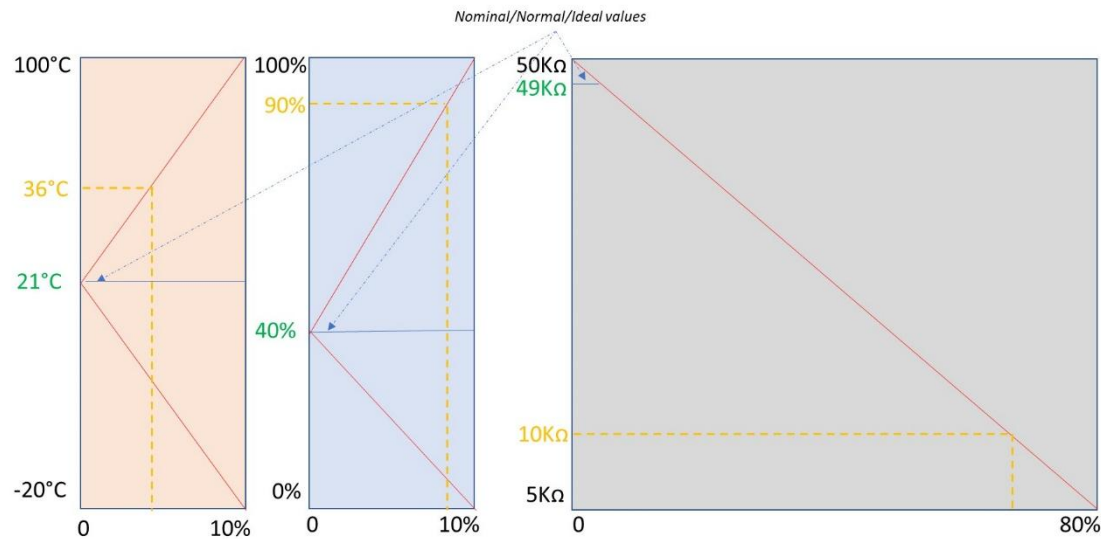 Nominal/Normal/Ideal values
100°C
36°C
21°C
-20°C
0 10%
100%
90%
40%
0%
0 10%
50KΩ
49KΩ
10KΩ
5KΩ
0 80%